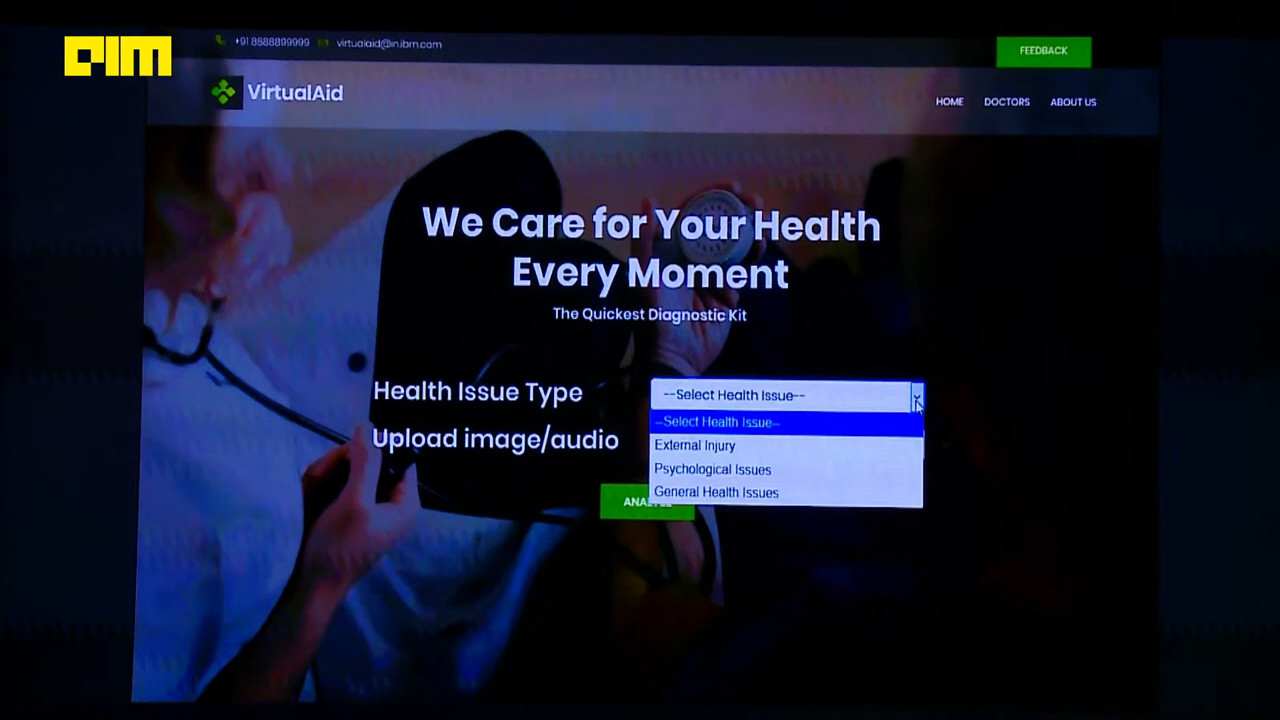 AIM
+91 8888899999 virtualaid@in.ibm.com
FEEDBACK
VirtualAid
HOME DOCTORS ABOUT US
We Care for Your Health
Every Moment
The Quickest Diagnostic Kit
Health Issue Type
--Select Health Issue--
--Select Health Issue--
Upload image/audio
External Injury
Psychological Issues
General Health Issues